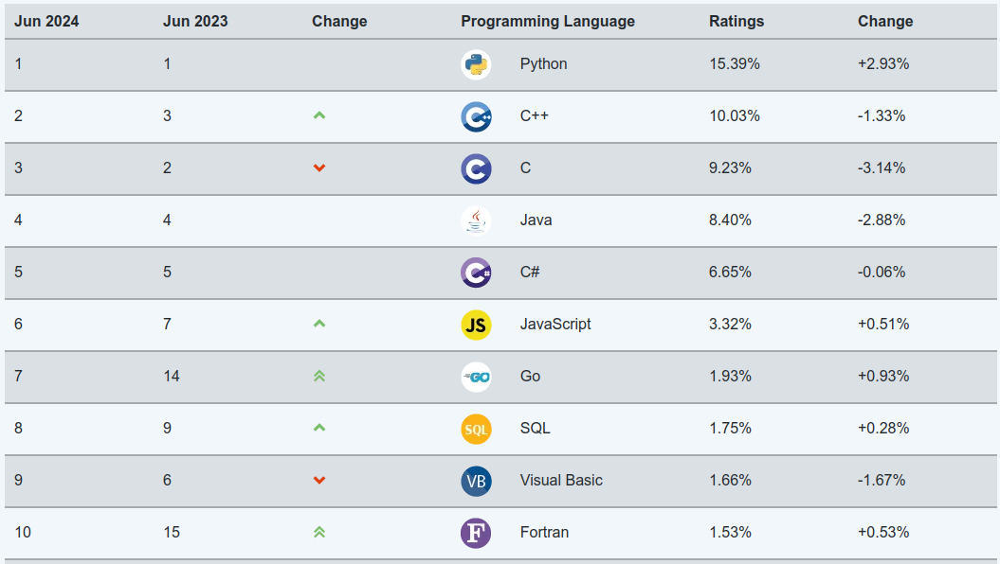 Jun 2024 Jun 2023 Change Programming Language Ratings Change
1 1 Python 15.39% +2.93%
2 3 C++ 10.03% -1.33%
3 2 C 9.23% -3.14%
4 4 Java 8.40% -2.88%
5 5 C# 6.65% -0.06%
6 7 JS JavaScript 3.32% +0.51%
7 14 GO Go 1.93% +0.93%
8 9 SQL SQL 1.75% +0.28%
9 6 VB Visual Basic 1.66% -1.67%
10 15 F Fortran 1.53% +0.53%